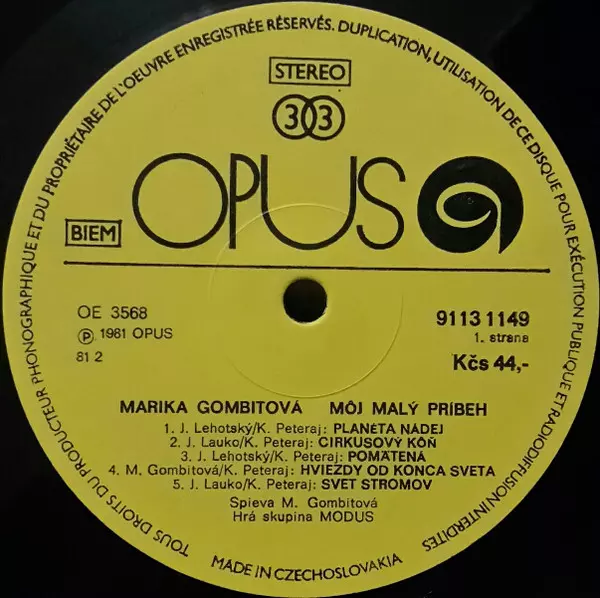 TOUS DROITS DU PRODUCTEUR PHONOGRAPHIQUE ET DU PROPRIÉTAIRE DE L'OEUVRE ENREGISTRÉE RÉSERVÉS. DUPLICATION, UTILISATION DE CE DISQUE POUR EXÉCUTION PUBLIQUE ET RADIODIFFUSION INTERDITES
STEREO
33
OPUS
BIEM
OE 3568
Ⓟ 1981 OPUS
81 2
9113 1149
1. strana
Kčs 44,-
MARIKA GOMBITOVÁ MÔJ MALÝ PRÍBEH
1. J. Lehotský/K. Peteraj: PLANÉTA NÁDEJ
2. J. Lauko/K. Peteraj: CIRKUSOVÝ KÔŇ
3. J. Lehotský/K. Peteraj: POMÄTENÁ
4. M. Gombitová/K. Peteraj: HVIEZDY OD KONCA SVETA
5. J. Lauko/K. Peteraj: SVET STROMOV
Spieva M. Gombitová
Hrá skupina MODUS
MADE IN CZECHOSLOVAKIA